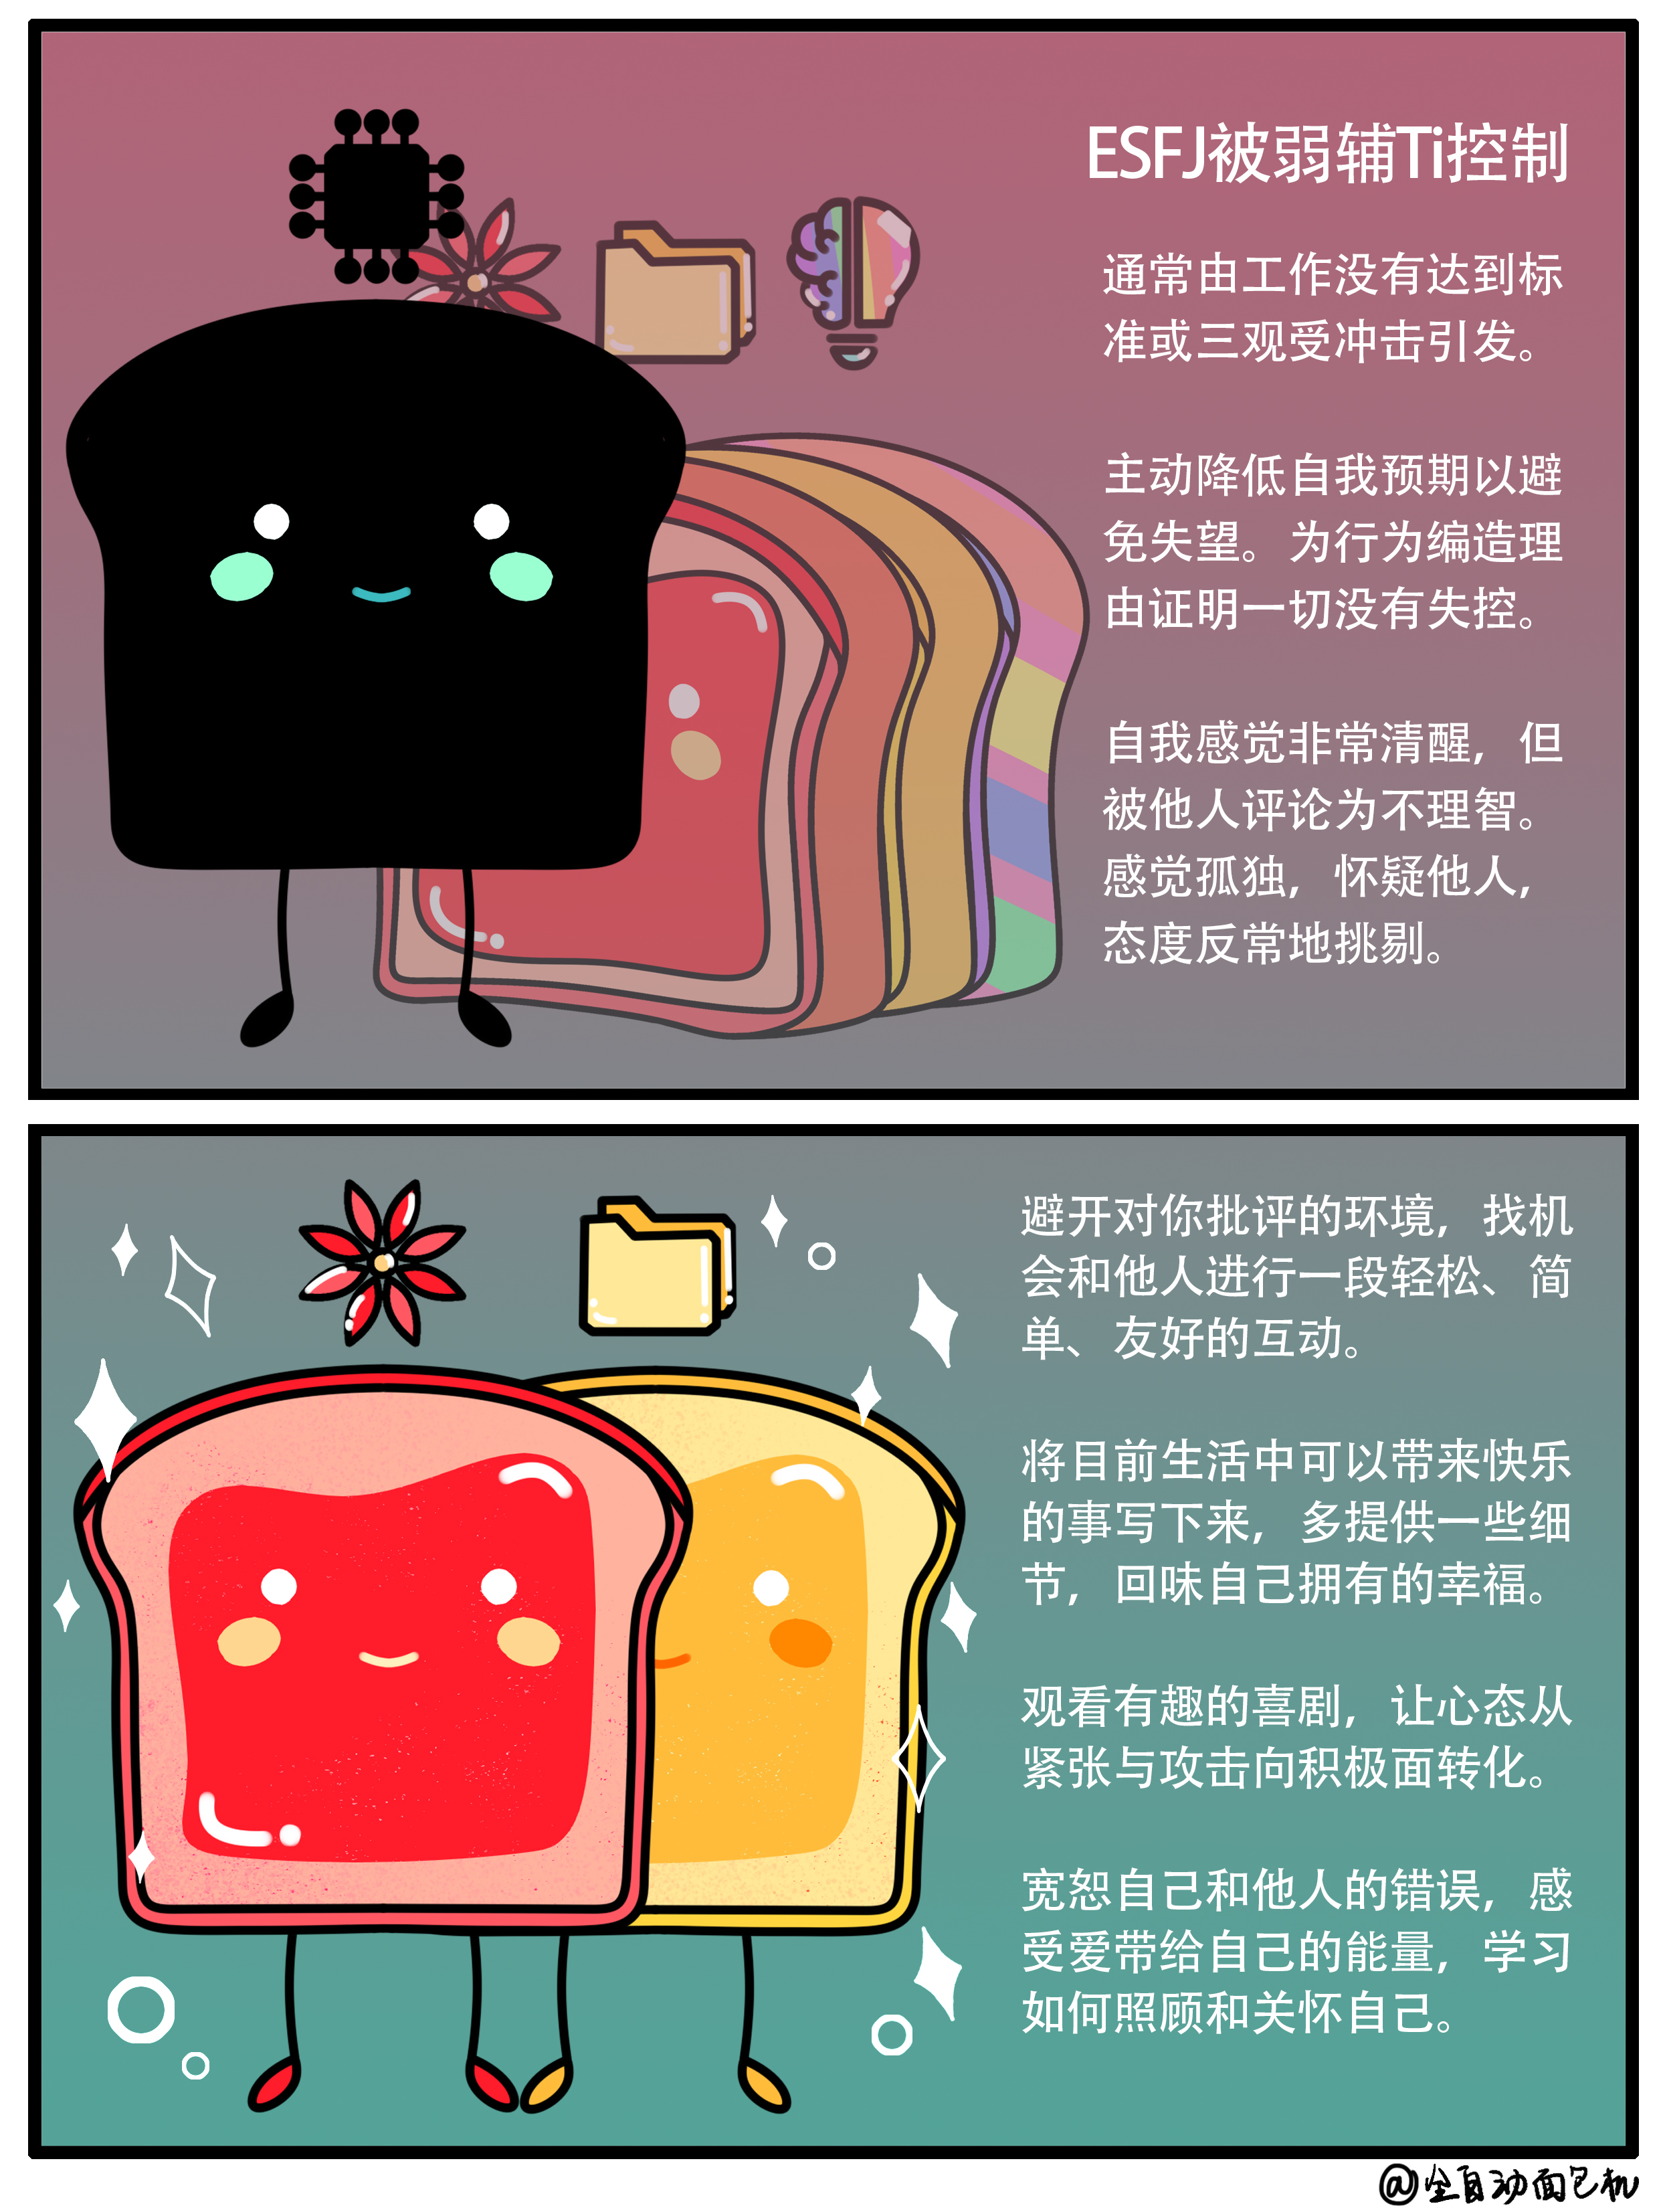 ESFJ被弱辅Ti控制
通常由工作没有达到标
准或三观受冲击引发。
主动降低自我预期以避
免失望。为行为编造理
由证明一切没有失控。
自我感觉非常清醒，但
被他人评论为不理智。
感觉孤独，怀疑他人，
态度反常地挑剔。
避开对你批评的环境，找机
会和他人进行一段轻松、简
单、友好的互动。
将目前生活中可以带来快乐
的事写下来，多提供一些细
节，回味自己拥有的幸福。
观看有趣的喜剧，让心态从
紧张与攻击向积极面转化。
宽恕自己和他人的错误，感
受爱带给自己的能量，学习
如何照顾和关怀自己。
@全自动面包机